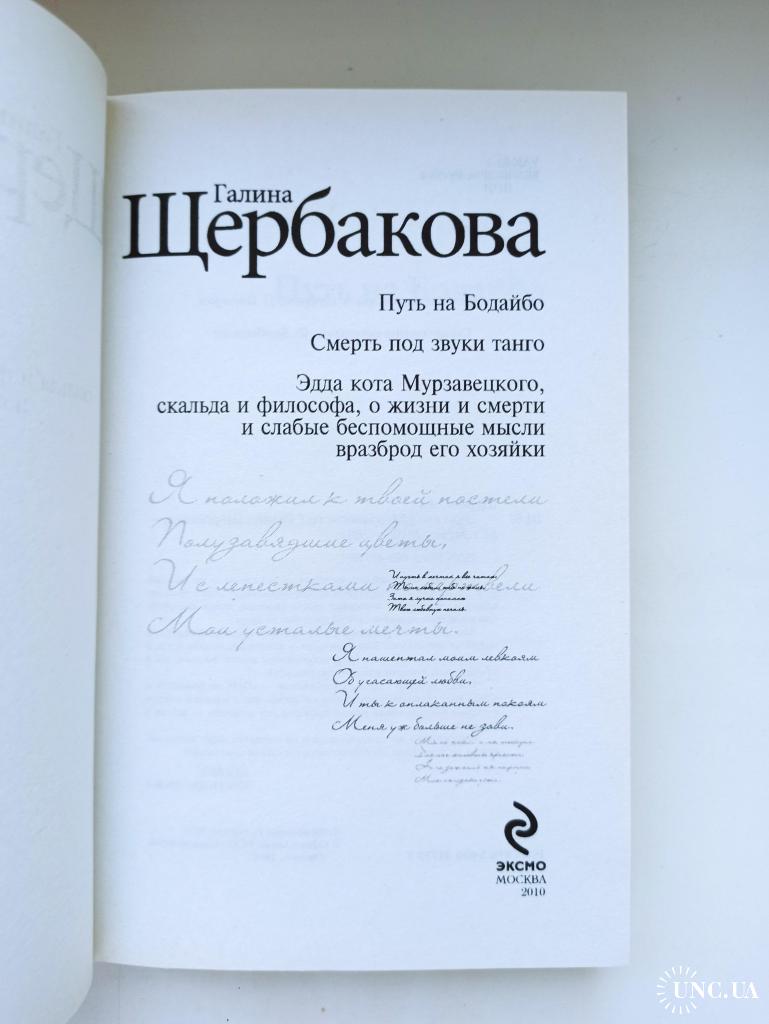 Галина
Щербакова
Путь на Бодайбо
Смерть под звуки танго
Эдда кота Мурзавецкого,
скальда и философа, о жизни и смерти
и слабые беспомощные мысли
вразброд его хозяйки
Я положил к твоей постели
Полузавядшие цветы,
И с лепестками
Мои усталые мечты.
Я нашептал моим левкоям
Об угасающей любви,
И ты к оплаканным покоям
Меня уж больше не зови.
ЭКСМО
МОСКВА
2010
UNC.UA